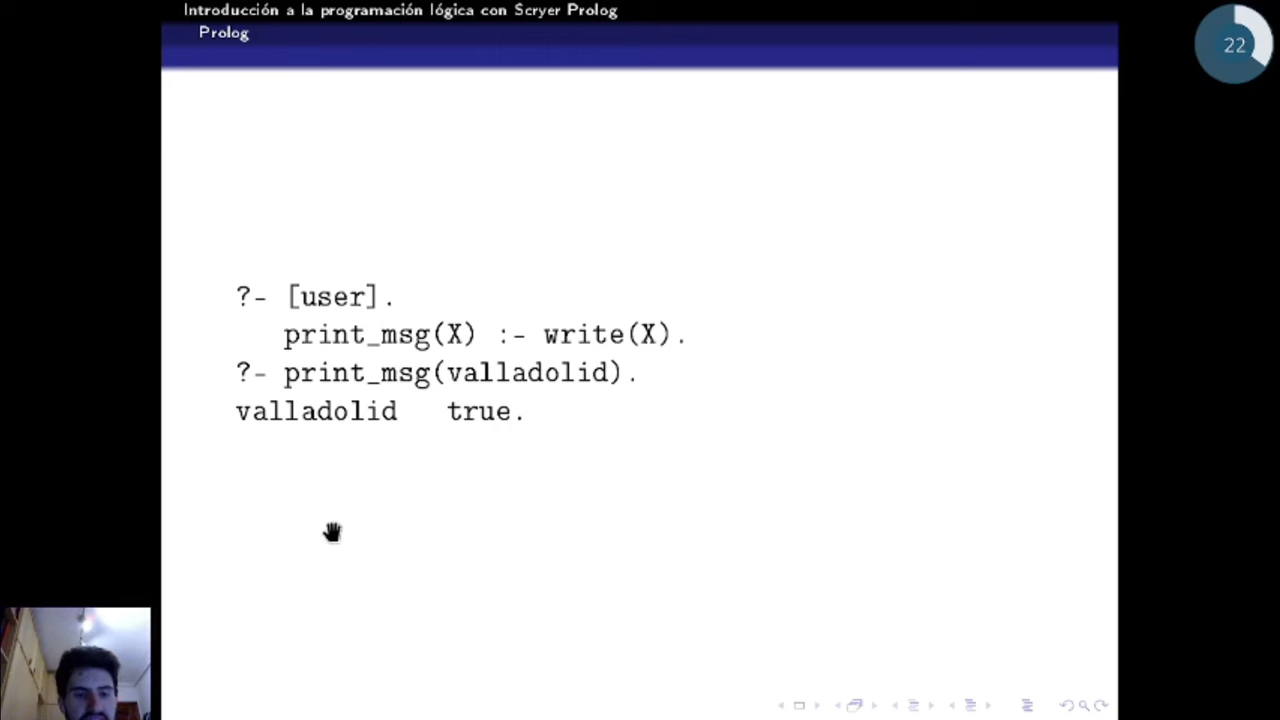 Introducción a la programación lógica con Scryer Prolog
Prolog
22
?- [user].
   print_msg(X) :- write(X).
?- print_msg(valladolid).
valladolid   true.